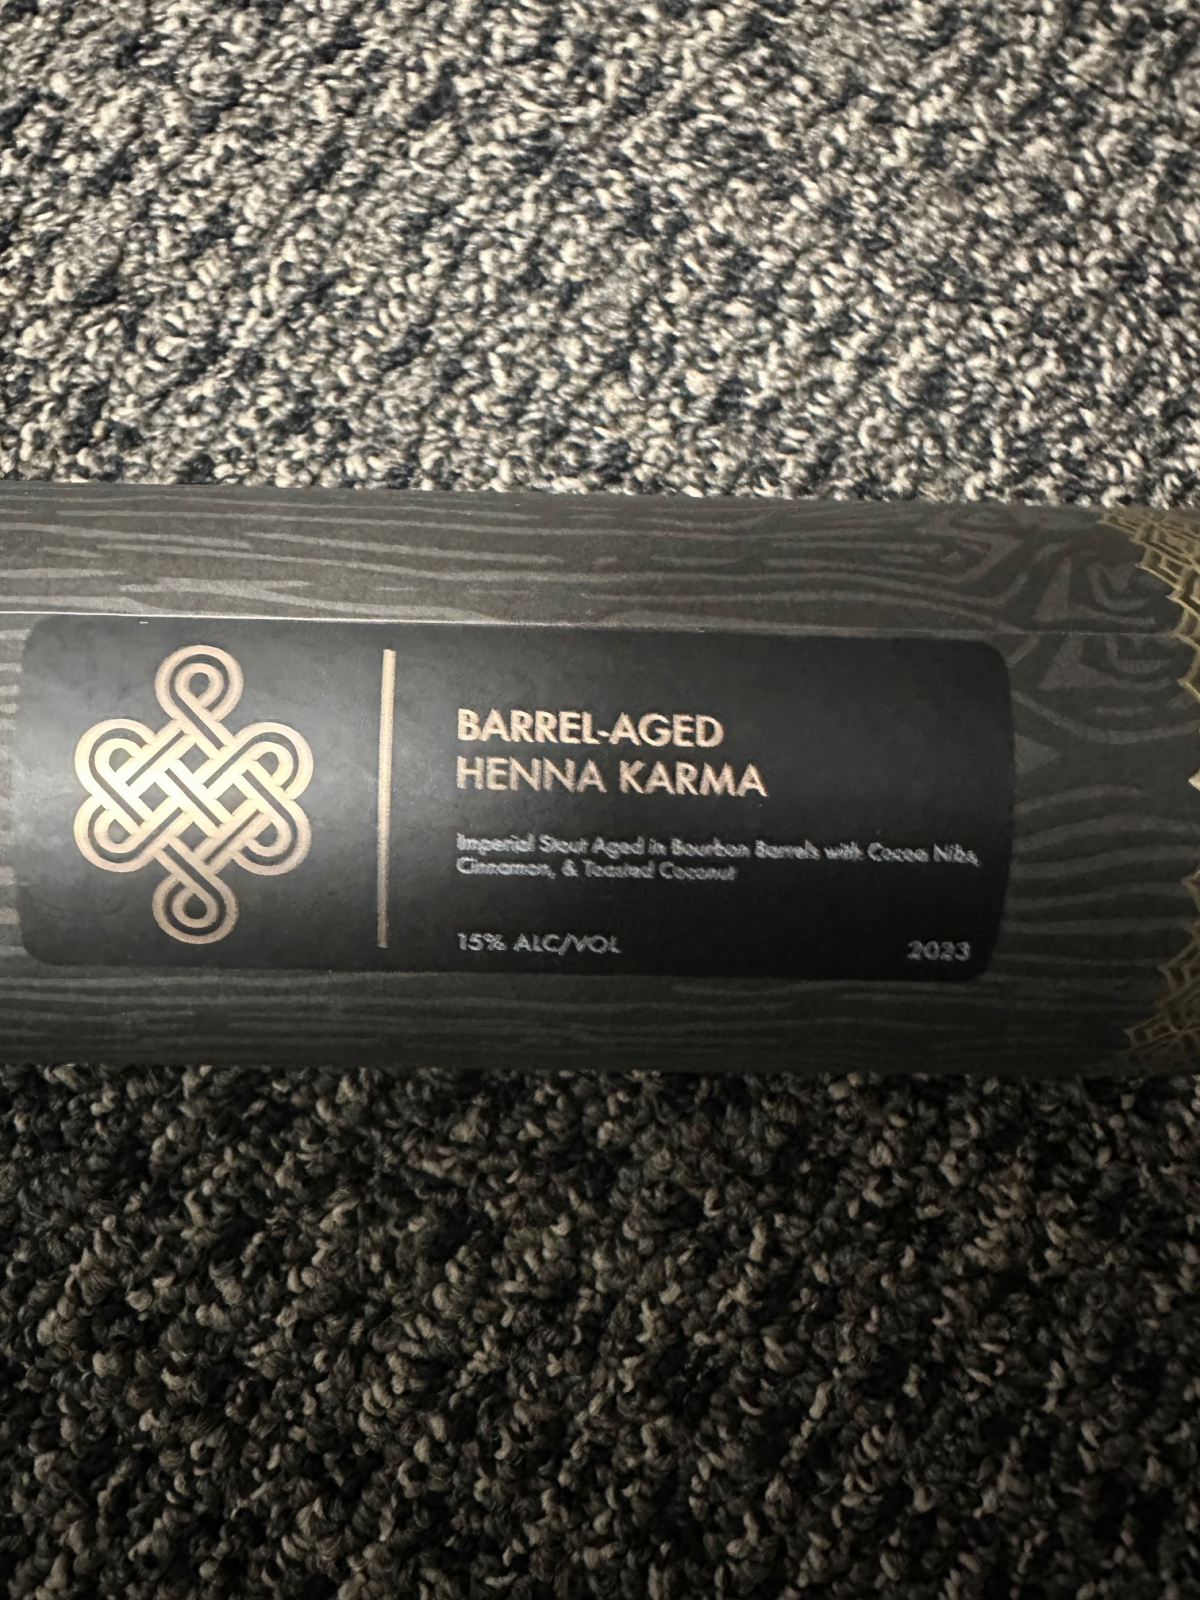 BARREL-AGED
HENNA KARMA
Imperial Stout Aged in Bourbon Barrels with Cocoa Nibs,
Cinnamon, & Toasted Coconut
15% ALC/VOL
2023